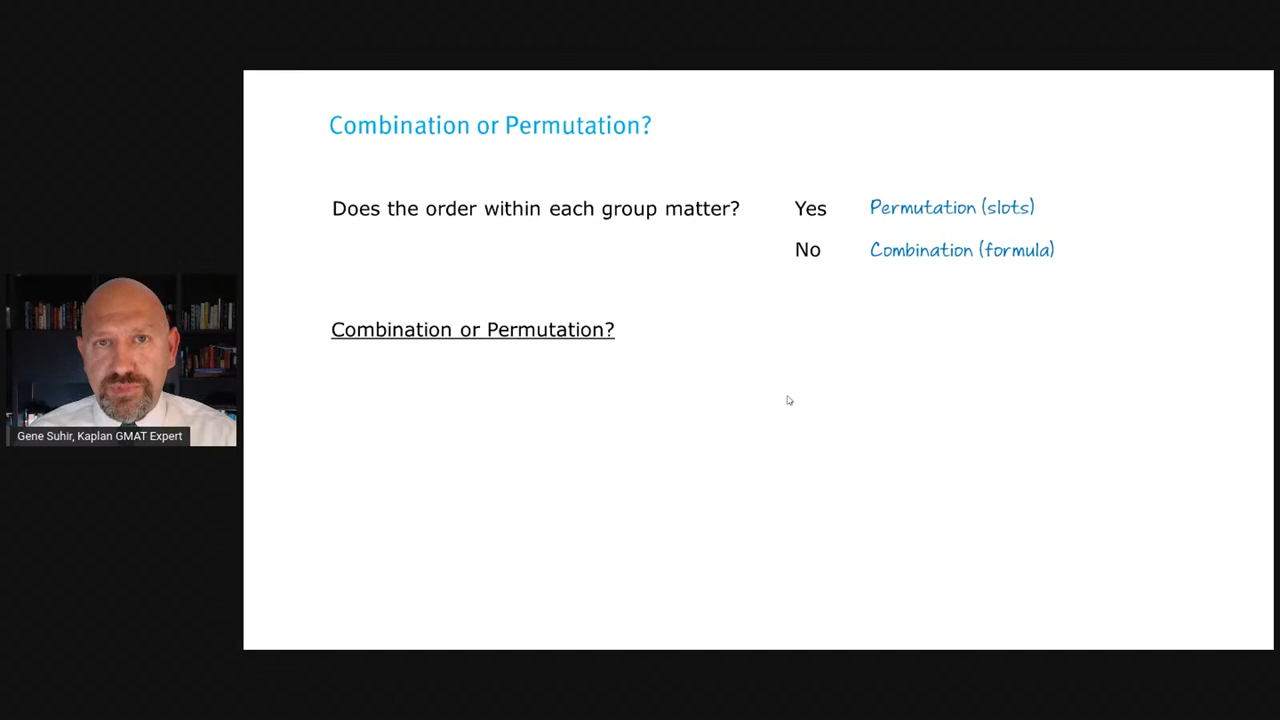 Combination or Permutation?
Does the order within each group matter? Yes Permutation (slots)
No Combination (formula)
Combination or Permutation?
Gene Suhir, Kaplan GMAT Expert